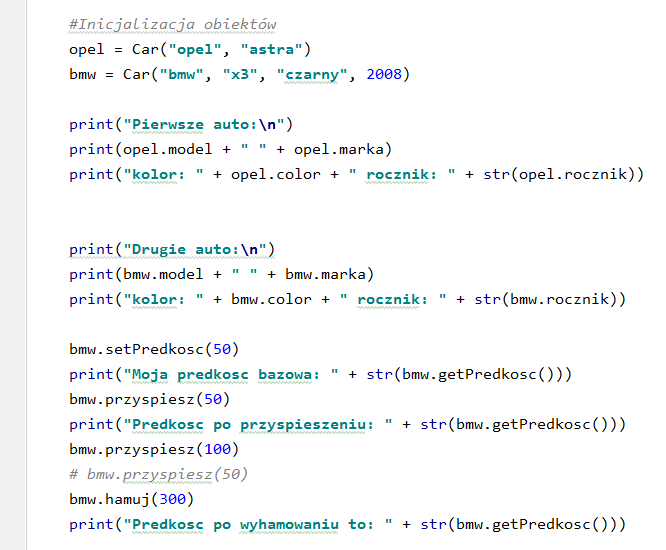 #Inicjalizacja obiektów
opel = Car("opel", "astra")
bmw = Car("bmw", "x3", "czarny", 2008)
print("Pierwsze auto:\n")
print(opel.model + " " + opel.marka)
print("kolor: " + opel.color + " rocznik: " + str(opel.rocznik))
print("Drugie auto:\n")
print(bmw.model + " " + bmw.marka)
print("kolor: " + bmw.color + " rocznik: " + str(bmw.rocznik))
bmw.setPredkosc(50)
print("Moja predkosc bazowa: " + str(bmw.getPredkosc()))
bmw.przyspiesz(50)
print("Predkosc po przyspieszeniu: " + str(bmw.getPredkosc()))
bmw.przyspiesz(100)
# bmw.przyspiesz(50)
bmw.hamuj(300)
print("Predkosc po wyhamowaniu to: " + str(bmw.getPredkosc()))